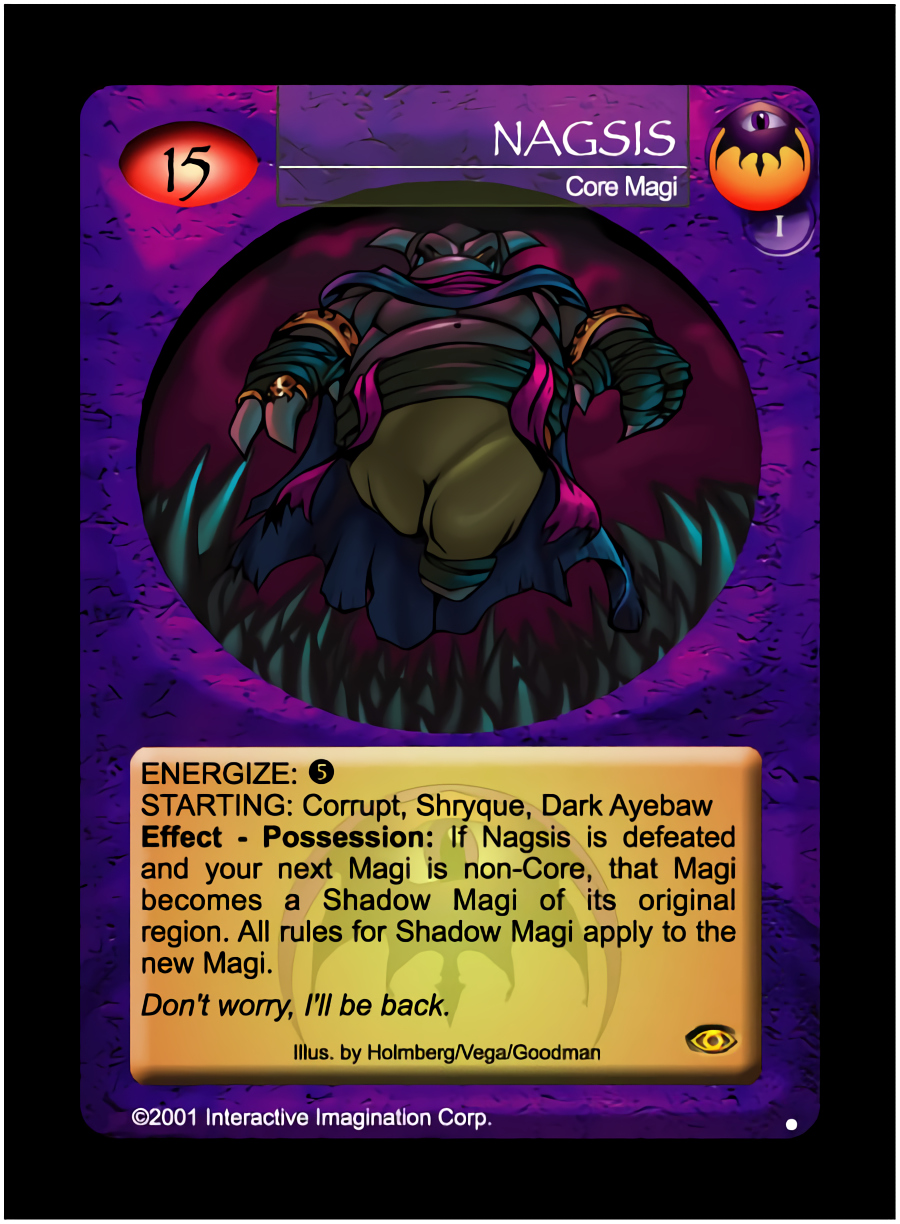 15
NAGSIS
Core Magi
I
ENERGIZE: ❺
STARTING: Corrupt, Shryque, Dark Ayebaw
Effect - Possession: If Nagsis is defeated
and your next Magi is non-Core, that Magi
becomes a Shadow Magi of its original
region. All rules for Shadow Magi apply to the
new Magi.
Don't worry, I'll be back.
Illus. by Holmberg/Vega/Goodman
©2001 Interactive Imagination Corp.